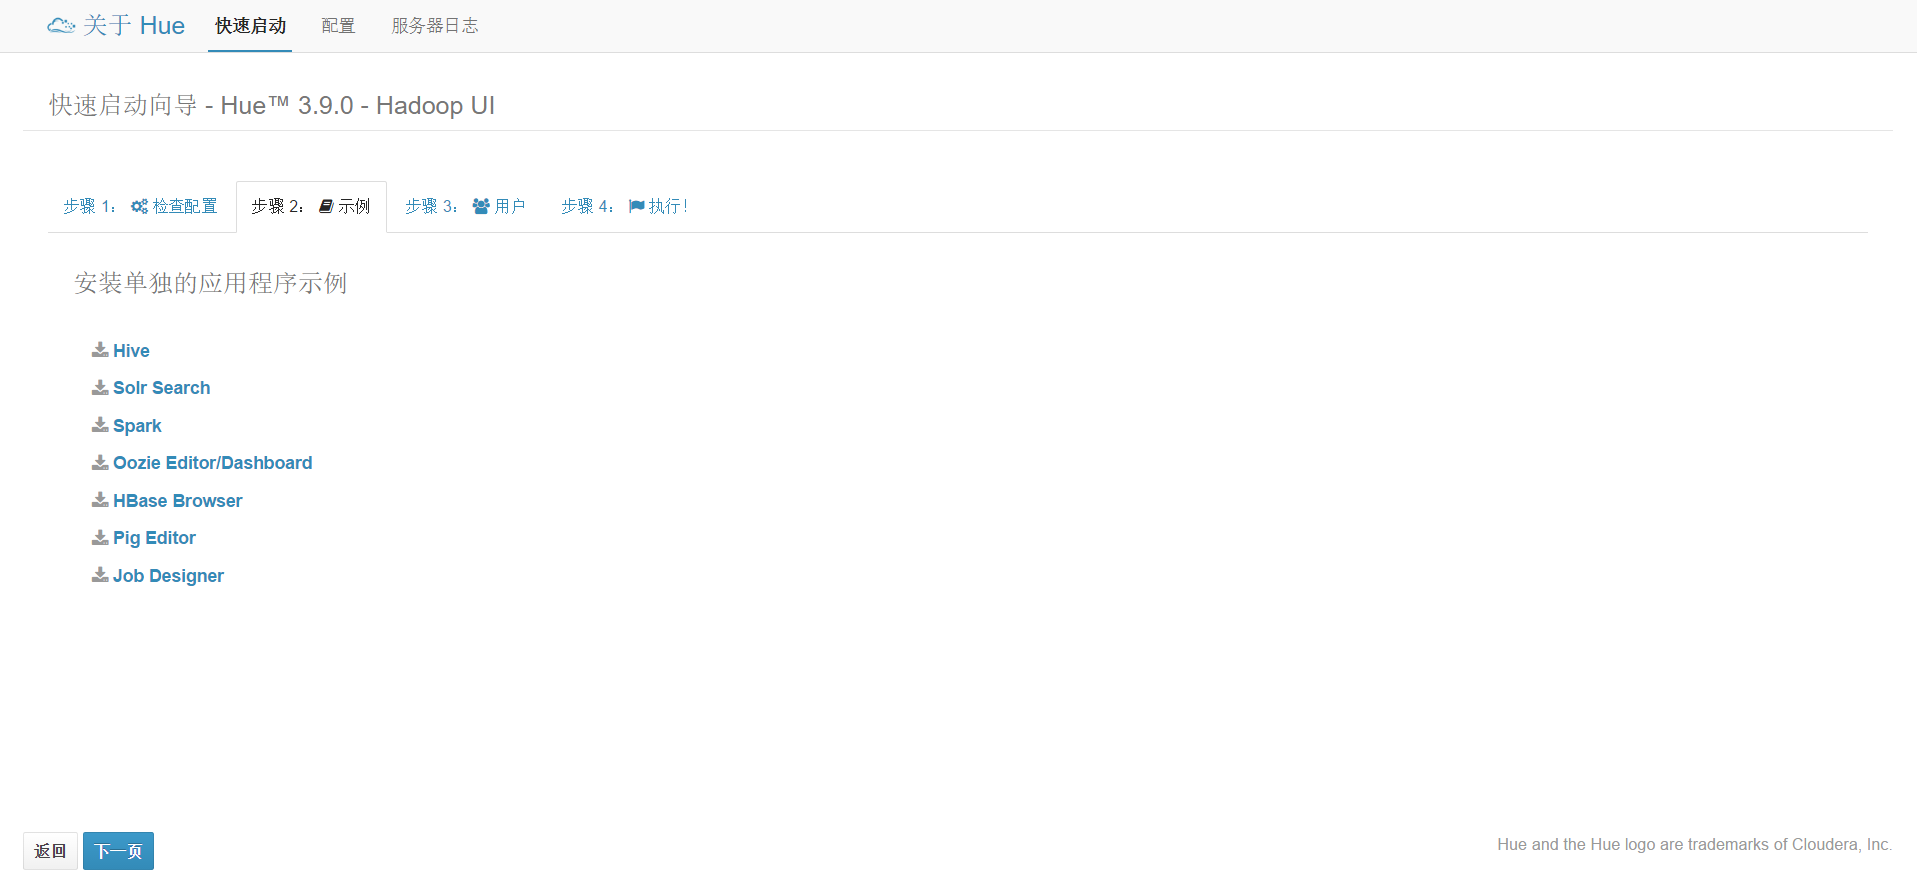 关于 Hue 快速启动 配置 服务器日志
快速启动向导 - Hue™ 3.9.0 - Hadoop UI
步骤 1： 检查配置 步骤 2： 示例 步骤 3： 用户 步骤 4： 执行！
安装单独的应用程序示例
Hive
Solr Search
Spark
Oozie Editor/Dashboard
HBase Browser
Pig Editor
Job Designer
返回 下一页
Hue and the Hue logo are trademarks of Cloudera, Inc.